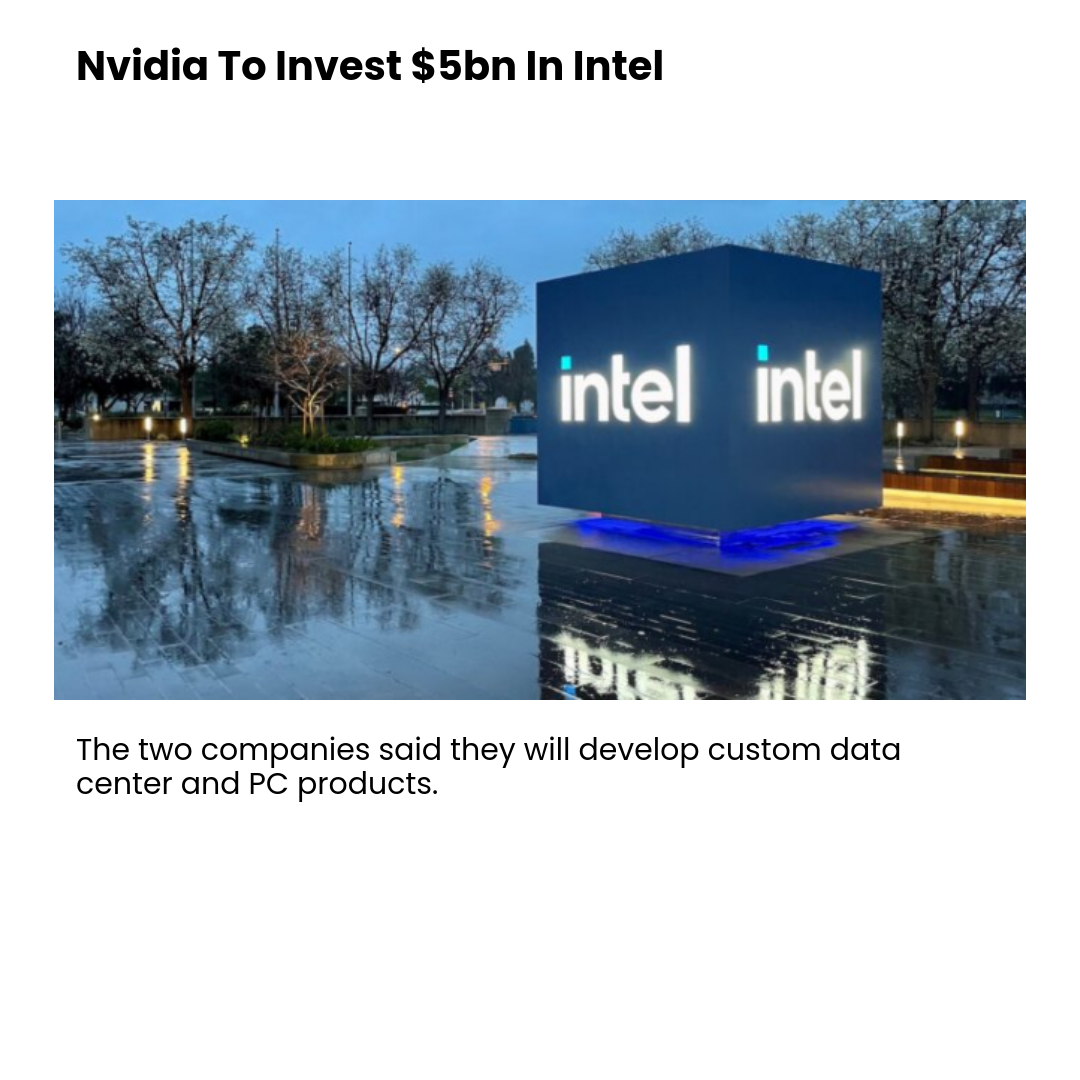 Nvidia To Invest $5bn In Intel
intel intel
The two companies said they will develop custom data
center and PC products.